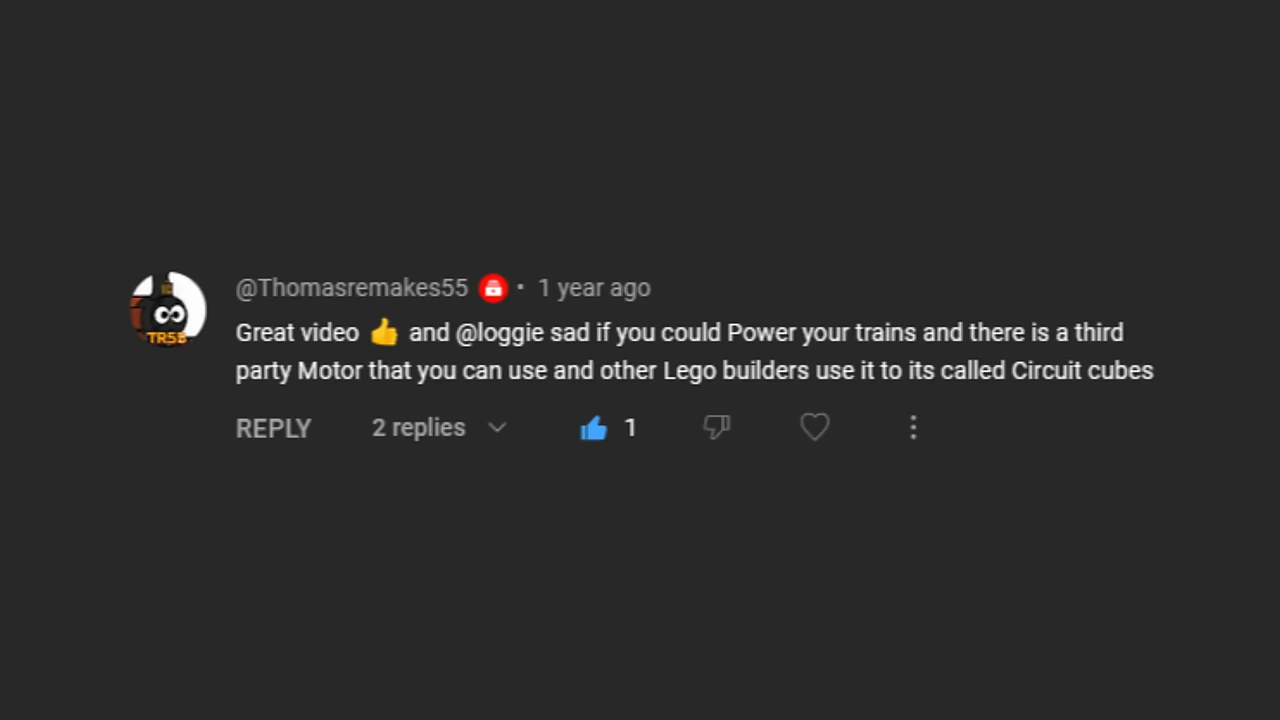 @Thomasremakes55 • 1 year ago
Great video 👍 and @loggie sad if you could Power your trains and there is a third
party Motor that you can use and other Lego builders use it to its called Circuit cubes
REPLY 2 replies 1